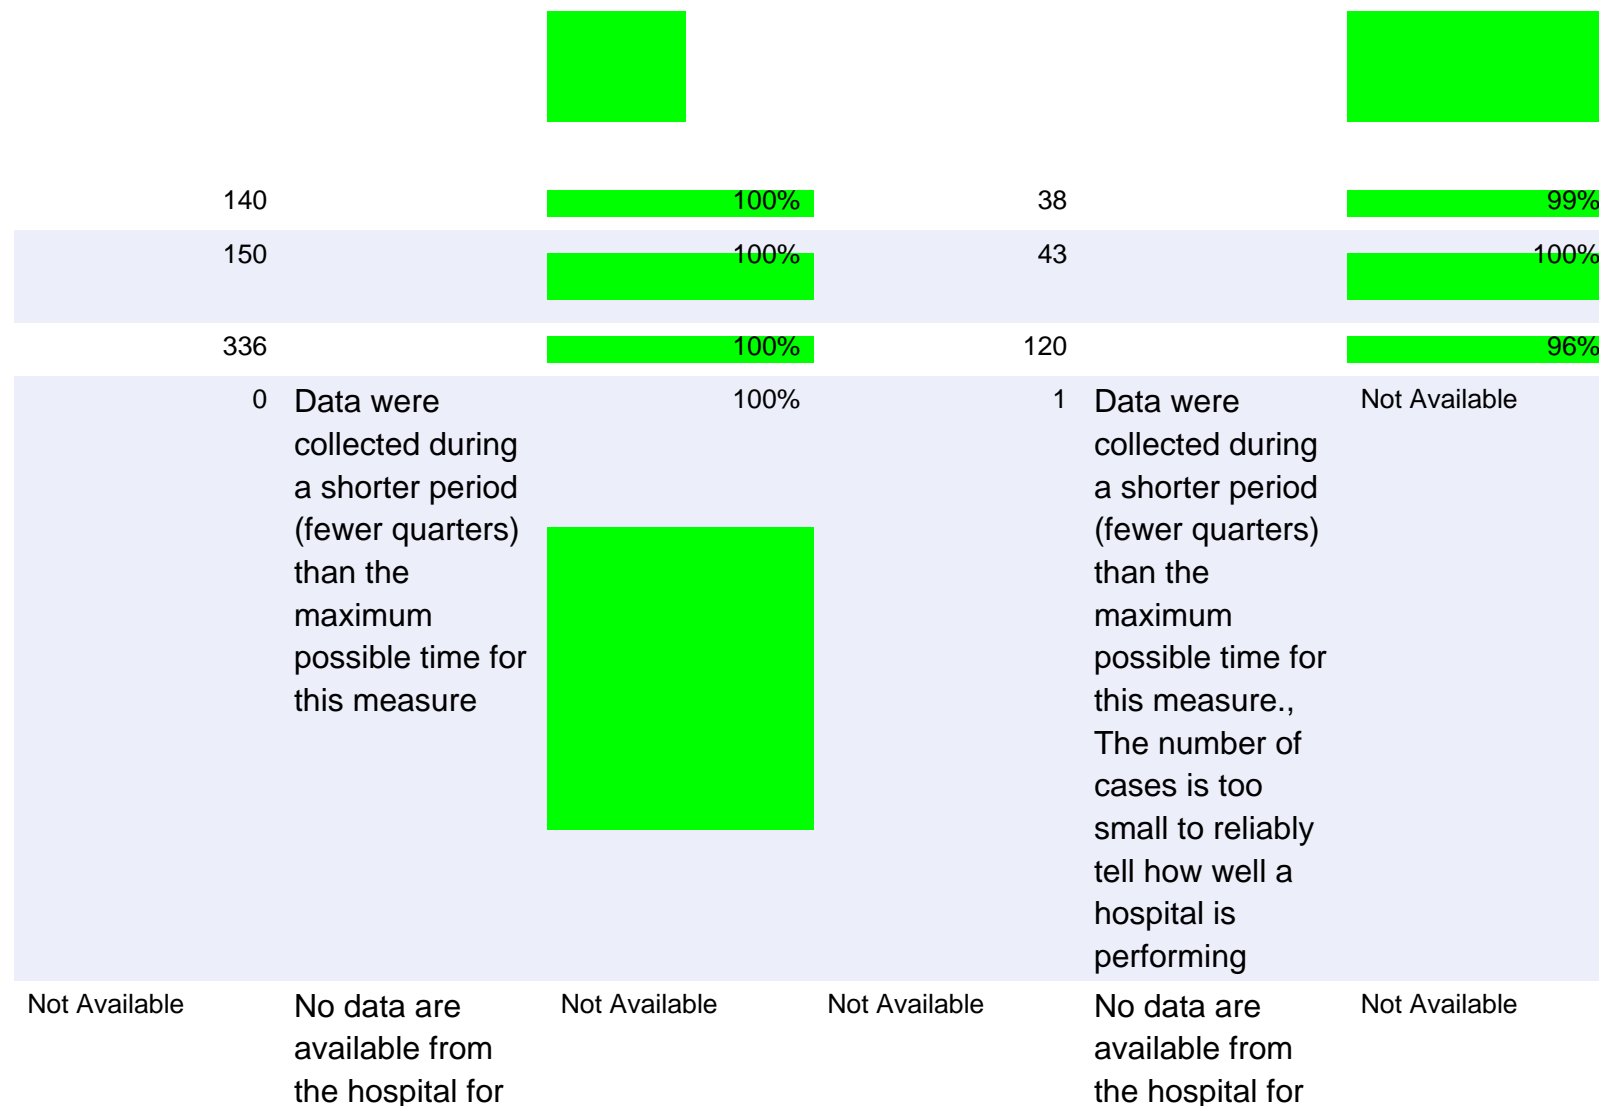 140 100% 38 99%
150 100% 43 100%
336 100% 120 96%
0 Data were 100% 1 Data were Not Available
collected during collected during
a shorter period a shorter period
(fewer quarters) (fewer quarters)
than the than the
maximum maximum
possible time for possible time for
this measure this measure.,
The number of
cases is too
small to reliably
tell how well a
hospital is
performing
Not Available No data are Not Available Not Available No data are Not Available
available from available from
the hospital for the hospital for